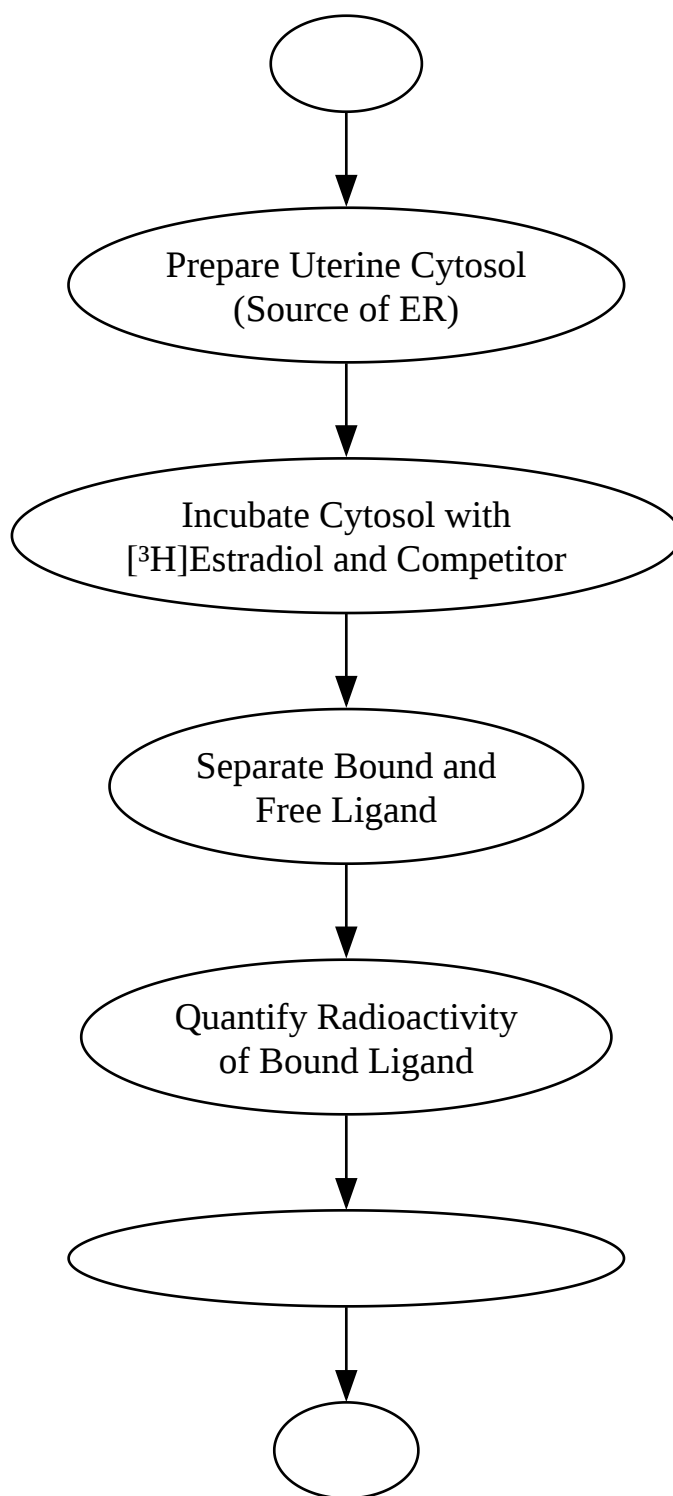 Prepare Uterine Cytosol
(Source of ER)
Incubate Cytosol with
[³H]Estradiol and Competitor
Separate Bound and
Free Ligand
Quantify Radioactivity
of Bound Ligand